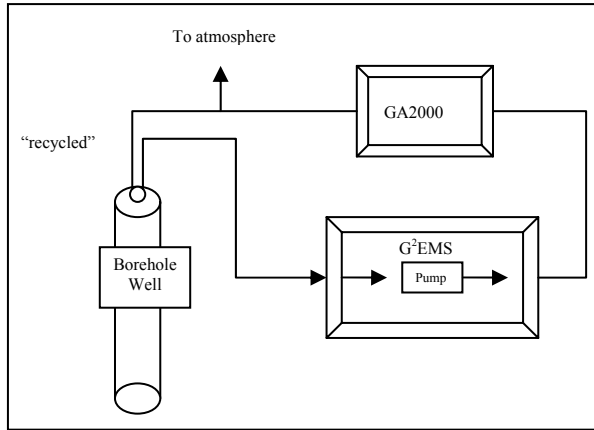 To atmosphere
GA2000
“recycled”
G²EMS
Pump
Borehole
Well